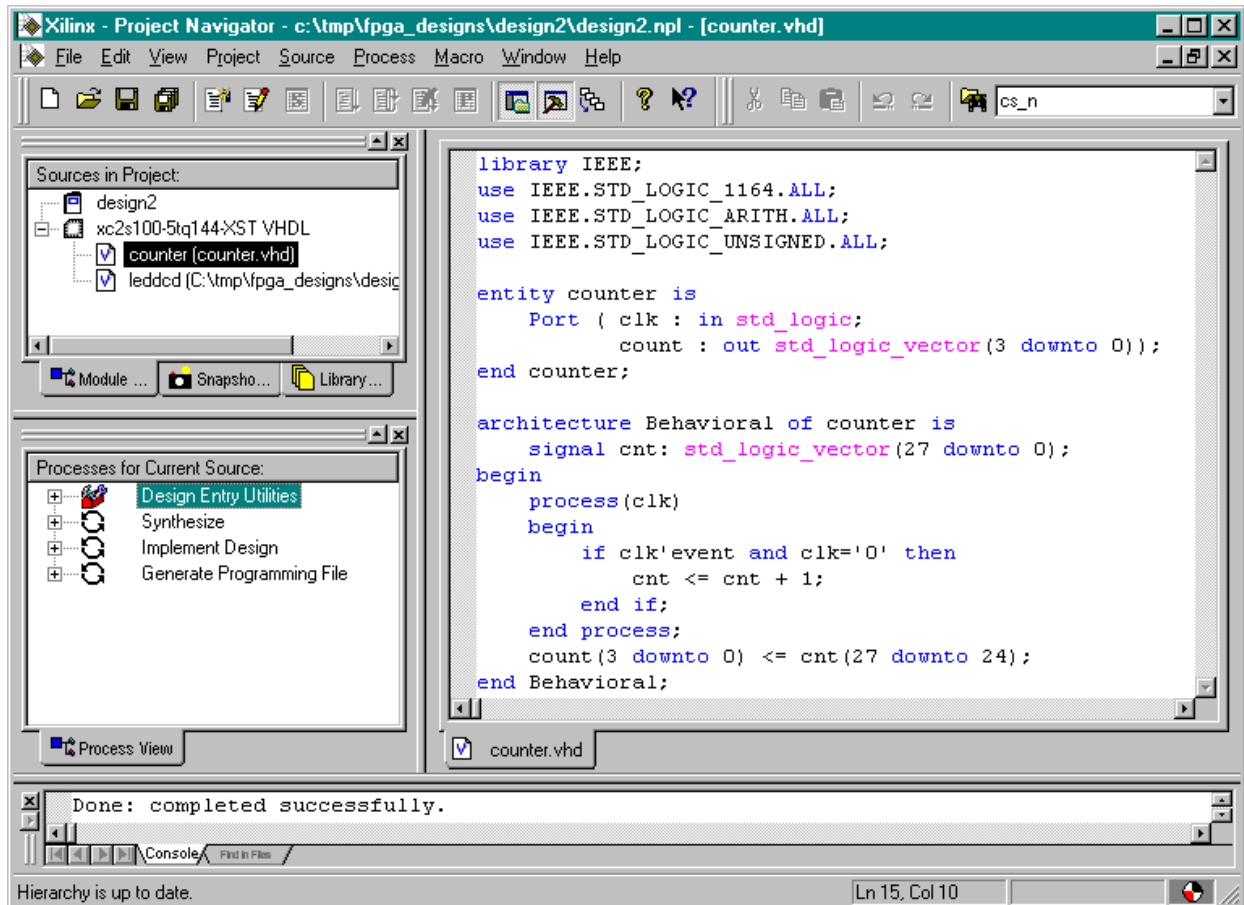 Xilinx - Project Navigator - c:\tmp\fpga_designs\design2\design2.npl - [counter.vhd]
File Edit View Project Source Process Macro Window Help
cs_n
Sources in Project:
design2
xc2s100-5tq144-XST VHDL
counter (counter.vhd)
leddcd (C:\tmp\fpga_designs\desig
Module ... Snapsho... Library...
Processes for Current Source:
Design Entry Utilities
Synthesize
Implement Design
Generate Programming File
Process View
library IEEE;
use IEEE.STD_LOGIC_1164.ALL;
use IEEE.STD_LOGIC_ARITH.ALL;
use IEEE.STD_LOGIC_UNSIGNED.ALL;
entity counter is
Port ( clk : in std_logic;
count : out std_logic_vector(3 downto 0));
end counter;
architecture Behavioral of counter is
signal cnt: std_logic_vector(27 downto 0);
begin
process(clk)
begin
if clk'event and clk='0' then
cnt <= cnt + 1;
end if;
end process;
count(3 downto 0) <= cnt(27 downto 24);
end Behavioral;
counter.vhd
Done: completed successfully.
Console Find in Files
Hierarchy is up to date.
Ln 15, Col 10